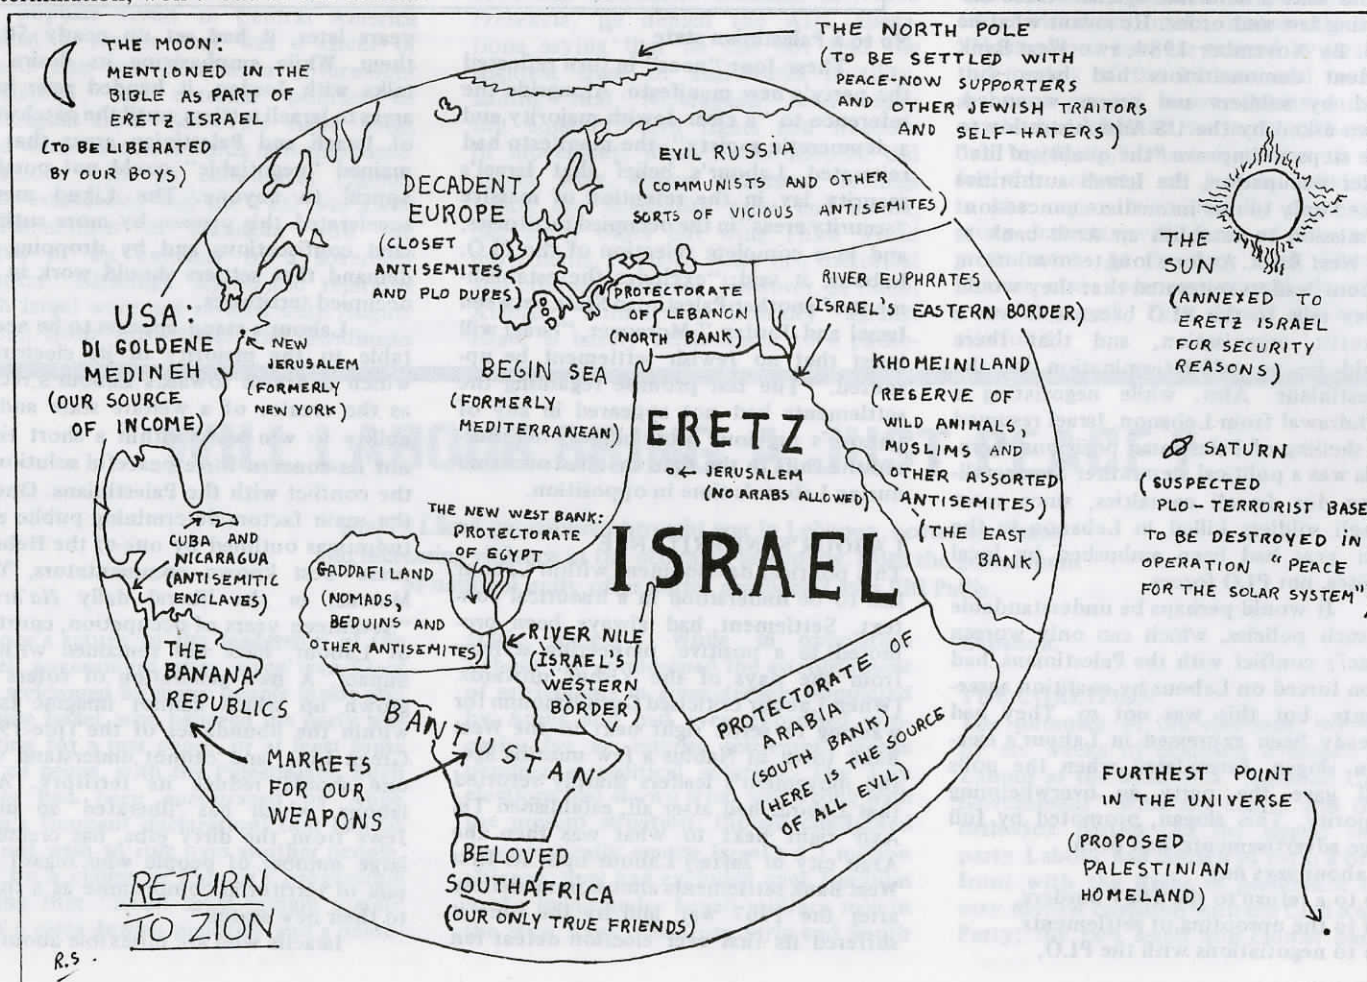 THE MOON:
MENTIONED IN THE
BIBLE AS PART OF
ERETZ ISRAEL
(TO BE LIBERATED
BY OUR BOYS)
THE NORTH POLE
(TO BE SETTLED WITH
PEACE-NOW
SUPPORTERS
AND OTHER JEWISH TRAITORS
AND SELF-HATERS)
EVIL RUSSIA
(COMMUNISTS AND OTHER
SORTS OF VICIOUS ANTISEMITES)
DECADENT
EUROPE
(CLOSET
ANTISEMITES
AND PLO DUPES)
THE
SUN
(ANNEXED TO
ERETZ ISRAEL
FOR SECURITY
REASONS)
USA:
DI GOLDENE
MEDINEH
(OUR SOURCE
OF INCOME)
NEW
JERUSALEM
(FORMERLY
NEW YORK)
PROTECTORATE
OF LEBANON
(NORTH BANK)
RIVER EUPHRATES
(ISRAEL'S EASTERN BORDER)
BEGIN SEA
(FORMERLY
MEDITERRANEAN)
KHOMEINILAND
(RESERVE OF
WILD ANIMALS,
MOSLIMS AND
OTHER ASSORTED
ANTISEMITES)
(THE EAST
BANK)
ERETZ
JERUSALEM
(NO ARABS ALLOWED)
ISRAEL
SATURN
(SUSPECTED
PLO-TERRORIST BASE
TO BE DESTROYED IN
OPERATION "PEACE
FOR THE SOLAR SYSTEM")
THE NEW WEST BANK:
PROTECTORATE
OF EGYPT
CUBA AND
NICARAGUA
(ANTISEMITIC
ENCLAVES)
GADDAFILAND
(NOMADS,
BEDUINS AND
OTHER ANTISEMITES)
RIVER NILE
(ISRAEL'S
WESTERN
BORDER)
THE
BANANA
REPUBLICS
BANTUSTANS
PROTECTORATE OF
ARABIA
(SOUTH BANK)
(HERE IS THE SOURCE
OF ALL EVIL)
MARKETS
FOR OUR
WEAPONS
BELOVED
SOUTHAFRICA
(OUR ONLY TRUE FRIENDS)
FURTHEST POINT
IN THE UNIVERSE
(PROPOSED
PALESTINIAN
HOMELAND)
RETURN
TO ZION
R.S.